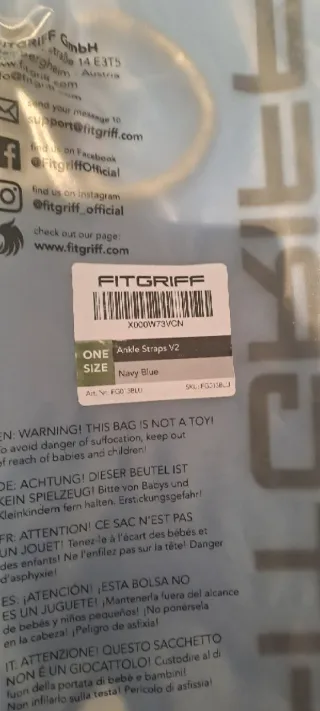 FITGRIFF GmbH
straße 14 E3T5
bergheim - Austria
send your message to
support@fitgriff.com
find us on Facebook
@FitgriffOfficial
find us on Instagram
@fitgriff_official
check out our page:
www.fitgriff.com
FITGRIFF
X000W73VCN
ONE SIZE
Ankle Straps V2
Navy Blue
EN: WARNING! THIS BAG IS NOT A TOY!
To avoid danger of suffocation, keep out
of reach of babies and children!
DE: ACHTUNG! DIESER BEUTEL IST
KEIN SPIELZEUG! Bitte von Babys und
Kleinkindern fern halten. Erstickungsgefahr!
FR: ATTENTION! CE SAC N'EST PAS
UN JOUET! Tenez-le à l'écart des bébés et
des enfants! Ne l'enfilez pas sur la tête! Danger
d'asphyxie!
ES: ¡ATENCIÓN! ¡ESTA BOLSA NO
ES UN JUGUETE! ¡Mantenerla fuera del alcance
de bebés y niños pequeños! ¡No ponérsela
en la cabeza! ¡Peligro de asfixia!
IT: ATTENZIONE! QUESTO SACCHETTO
NON È UN GIOCATTOLO! Custodire al di
fuori della portata di bebè e bambini!
Non infilarlo sulla testa! Pericolo di asfissia!